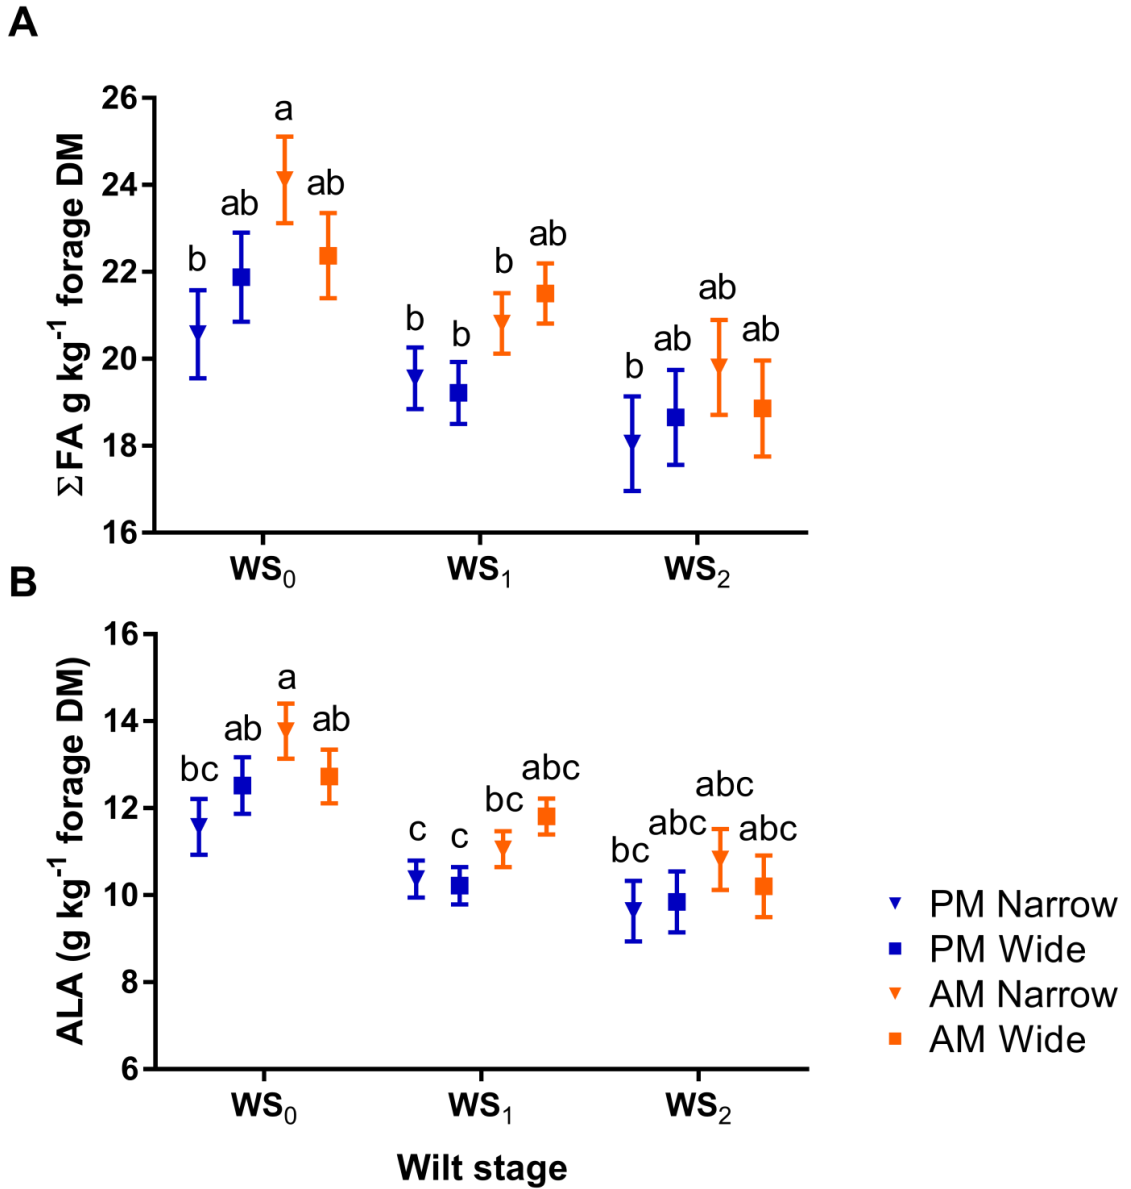 A
ΣFA g kg⁻¹ forage DM
26
24
22
20
18
16
b
ab
a
ab
b
b
b
ab
b
ab
ab
ab
WS₀
WS₁
WS₂
B
ALA (g kg⁻¹ forage DM)
16
14
12
10
8
6
bc
ab
a
ab
c
c
bc
abc
bc
abc
abc
abc
WS₀
WS₁
WS₂
Wilt stage
PM Narrow
PM Wide
AM Narrow
AM Wide